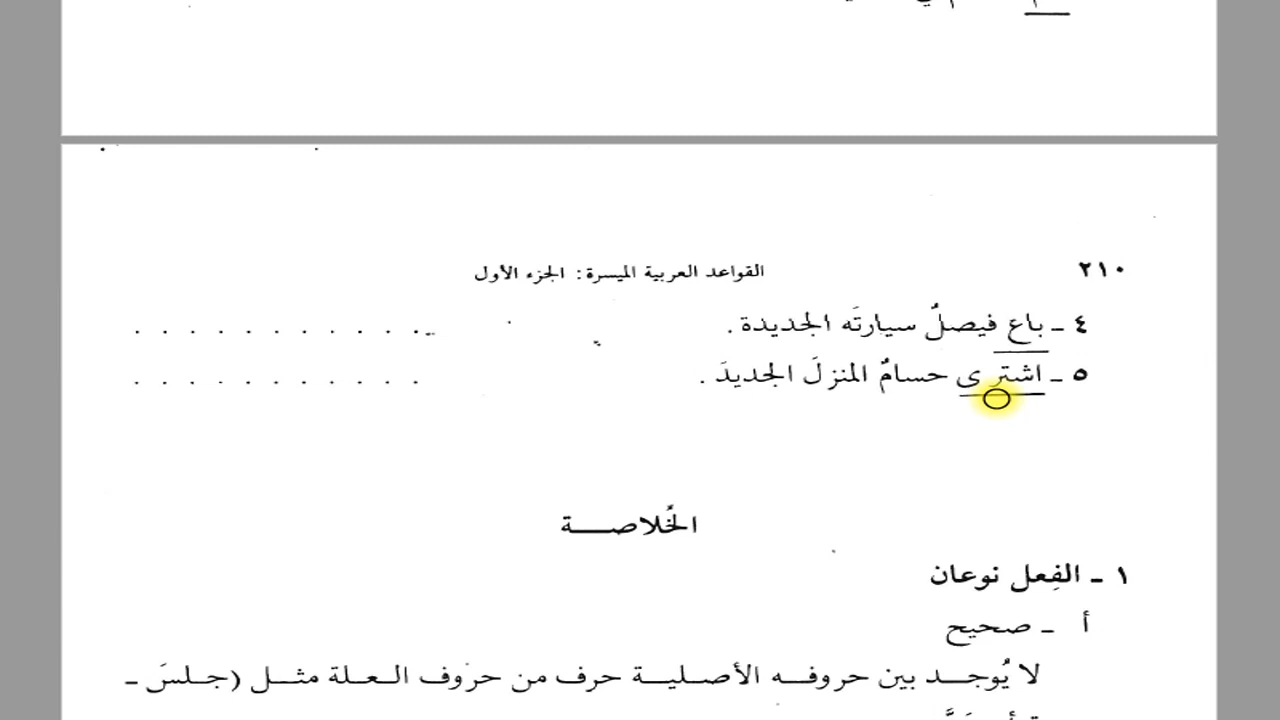 ٢١٠ القواعد العربية الميسرة: الجزء الأول
٤ ـ باع فيصلٌ سيارتَه الجديدة . . . . . . . . . . . .
٥ ـ اشترى حسامٌ المنزلَ الجديدَ . . . . . . . . . . . .
الخُلاصة
١ ـ الفِعل نوعان
أ ـ صحيح
لا يُوجد بين حروفه الأصلية حرف من حروف العلة مثل (جلسَ ـ